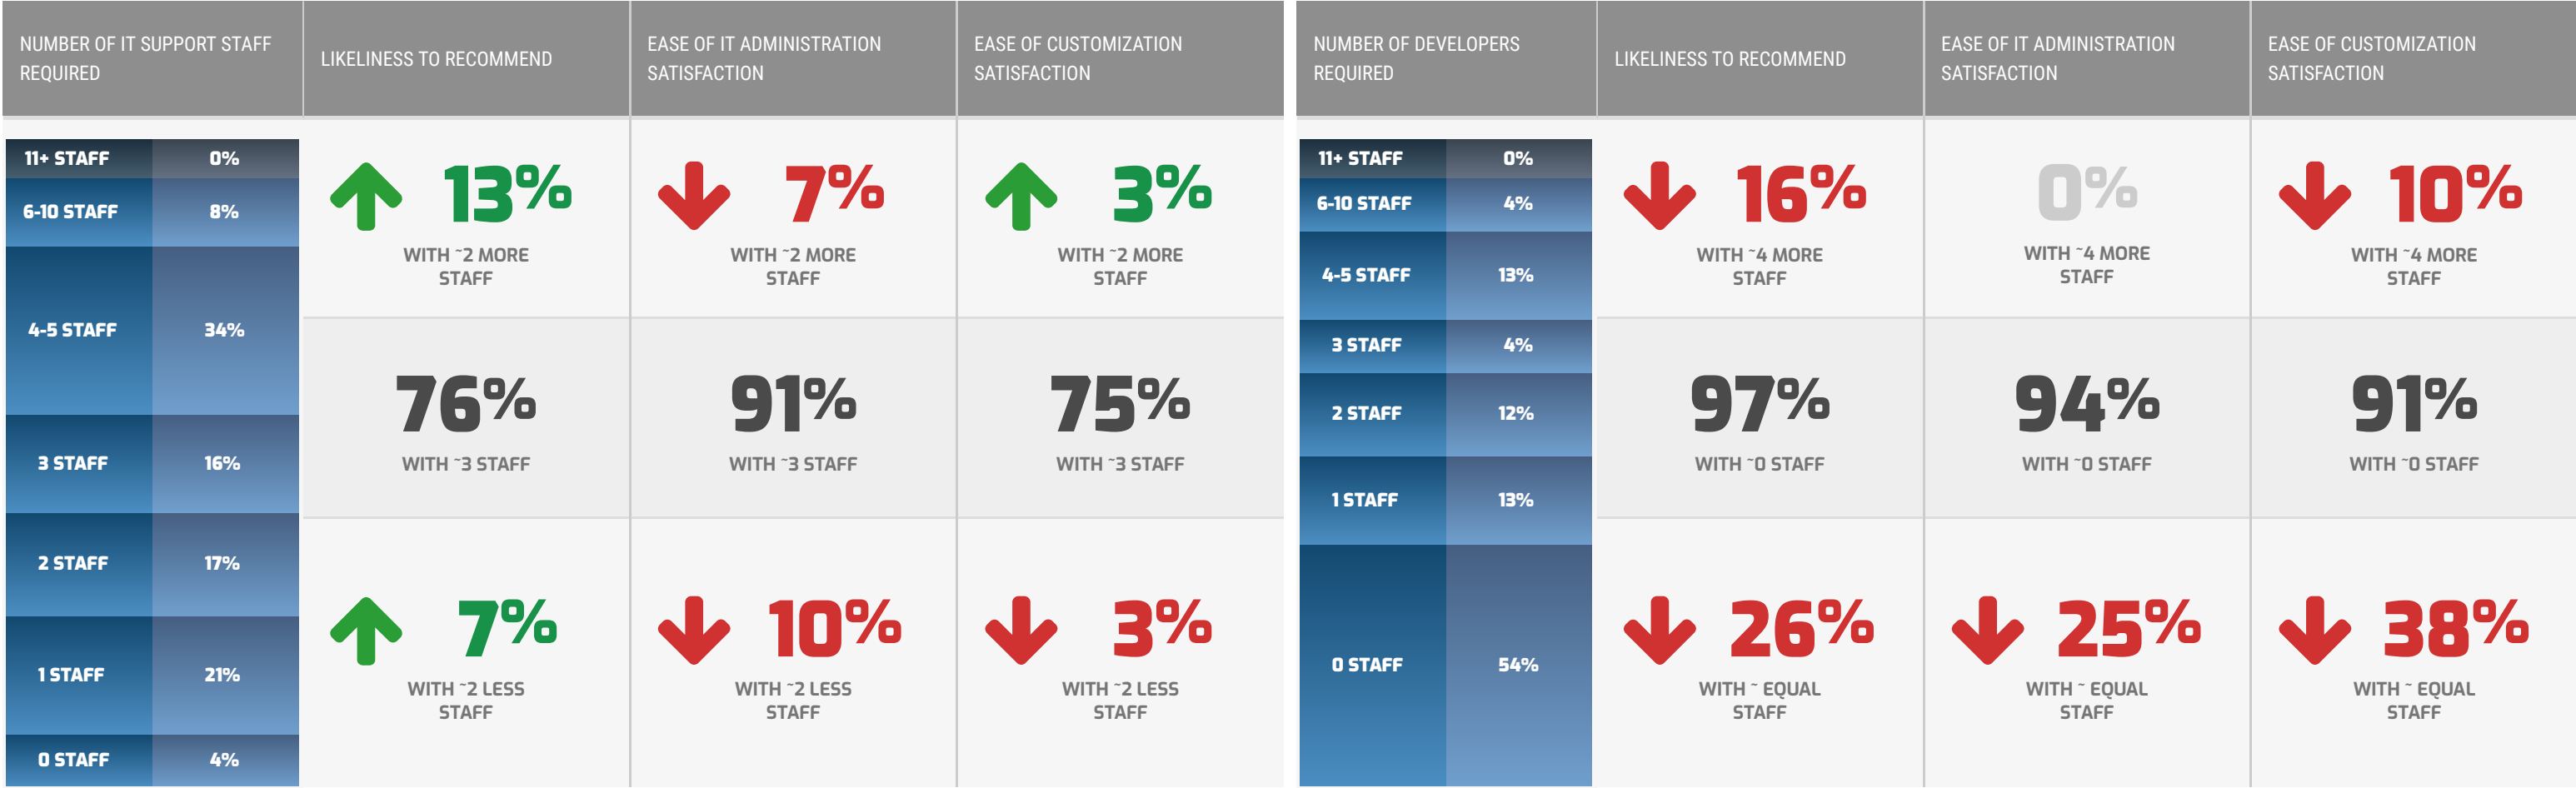 NUMBER OF IT SUPPORT STAFF
REQUIRED
LIKELINESS TO RECOMMEND
EASE OF IT ADMINISTRATION
SATISFACTION
EASE OF CUSTOMIZATION
SATISFACTION
11+ STAFF 0%
6-10 STAFF 8%
4-5 STAFF 34%
3 STAFF 16%
2 STAFF 17%
1 STAFF 21%
0 STAFF 4%
13%
WITH ~2 MORE
STAFF
7%
WITH ~2 MORE
STAFF
3%
WITH ~2 MORE
STAFF
76%
WITH ~3 STAFF
91%
WITH ~3 STAFF
75%
WITH ~3 STAFF
7%
WITH ~2 LESS
STAFF
10%
WITH ~2 LESS
STAFF
3%
WITH ~2 LESS
STAFF
NUMBER OF DEVELOPERS
REQUIRED
LIKELINESS TO RECOMMEND
EASE OF IT ADMINISTRATION
SATISFACTION
EASE OF CUSTOMIZATION
SATISFACTION
11+ STAFF 0%
6-10 STAFF 4%
4-5 STAFF 13%
3 STAFF 4%
2 STAFF 12%
1 STAFF 13%
0 STAFF 54%
16%
WITH ~4 MORE
STAFF
0%
WITH ~4 MORE
STAFF
10%
WITH ~4 MORE
STAFF
97%
WITH ~0 STAFF
94%
WITH ~0 STAFF
91%
WITH ~0 STAFF
26%
WITH ~ EQUAL
STAFF
25%
WITH ~ EQUAL
STAFF
38%
WITH ~ EQUAL
STAFF